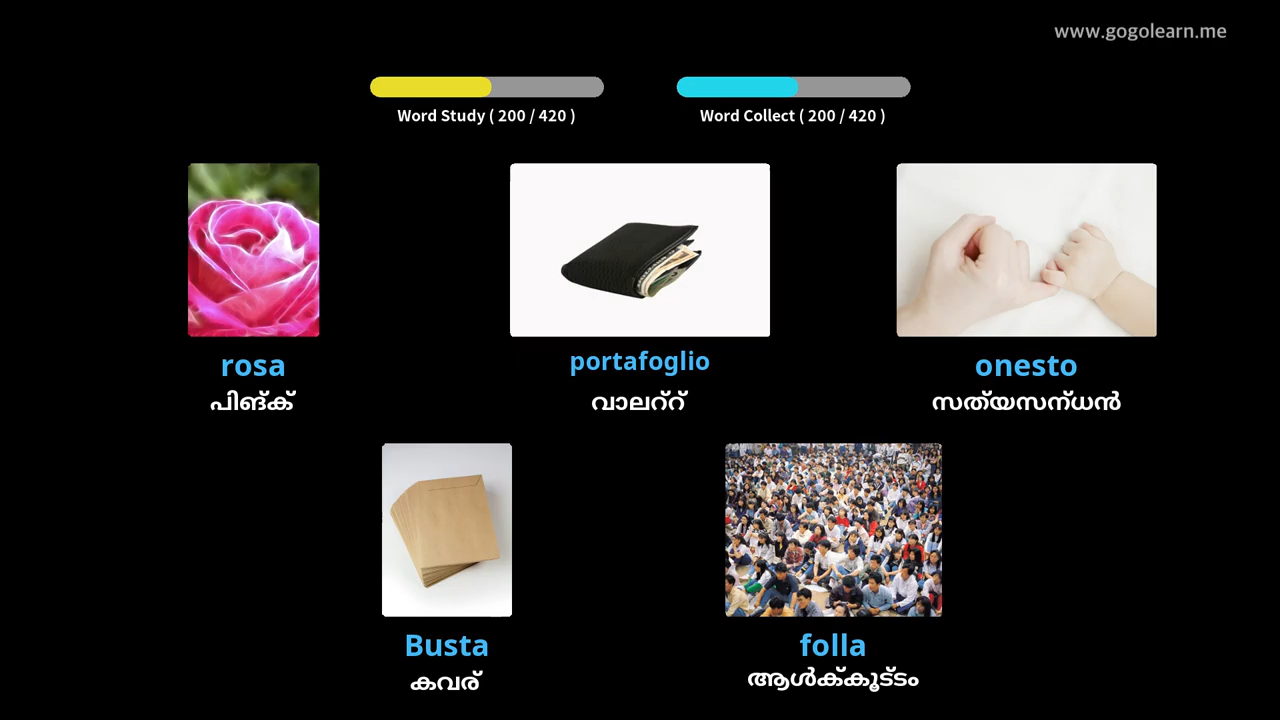 www.gogolearn.me
Word Study ( 200 / 420 )
Word Collect ( 200 / 420 )
rosa
പിങ്ക്
portafoglio
വാലറ്റ്
onesto
സത്യസന്ധൻ
Busta
കവര്
folla
ആൾക്കൂട്ടം